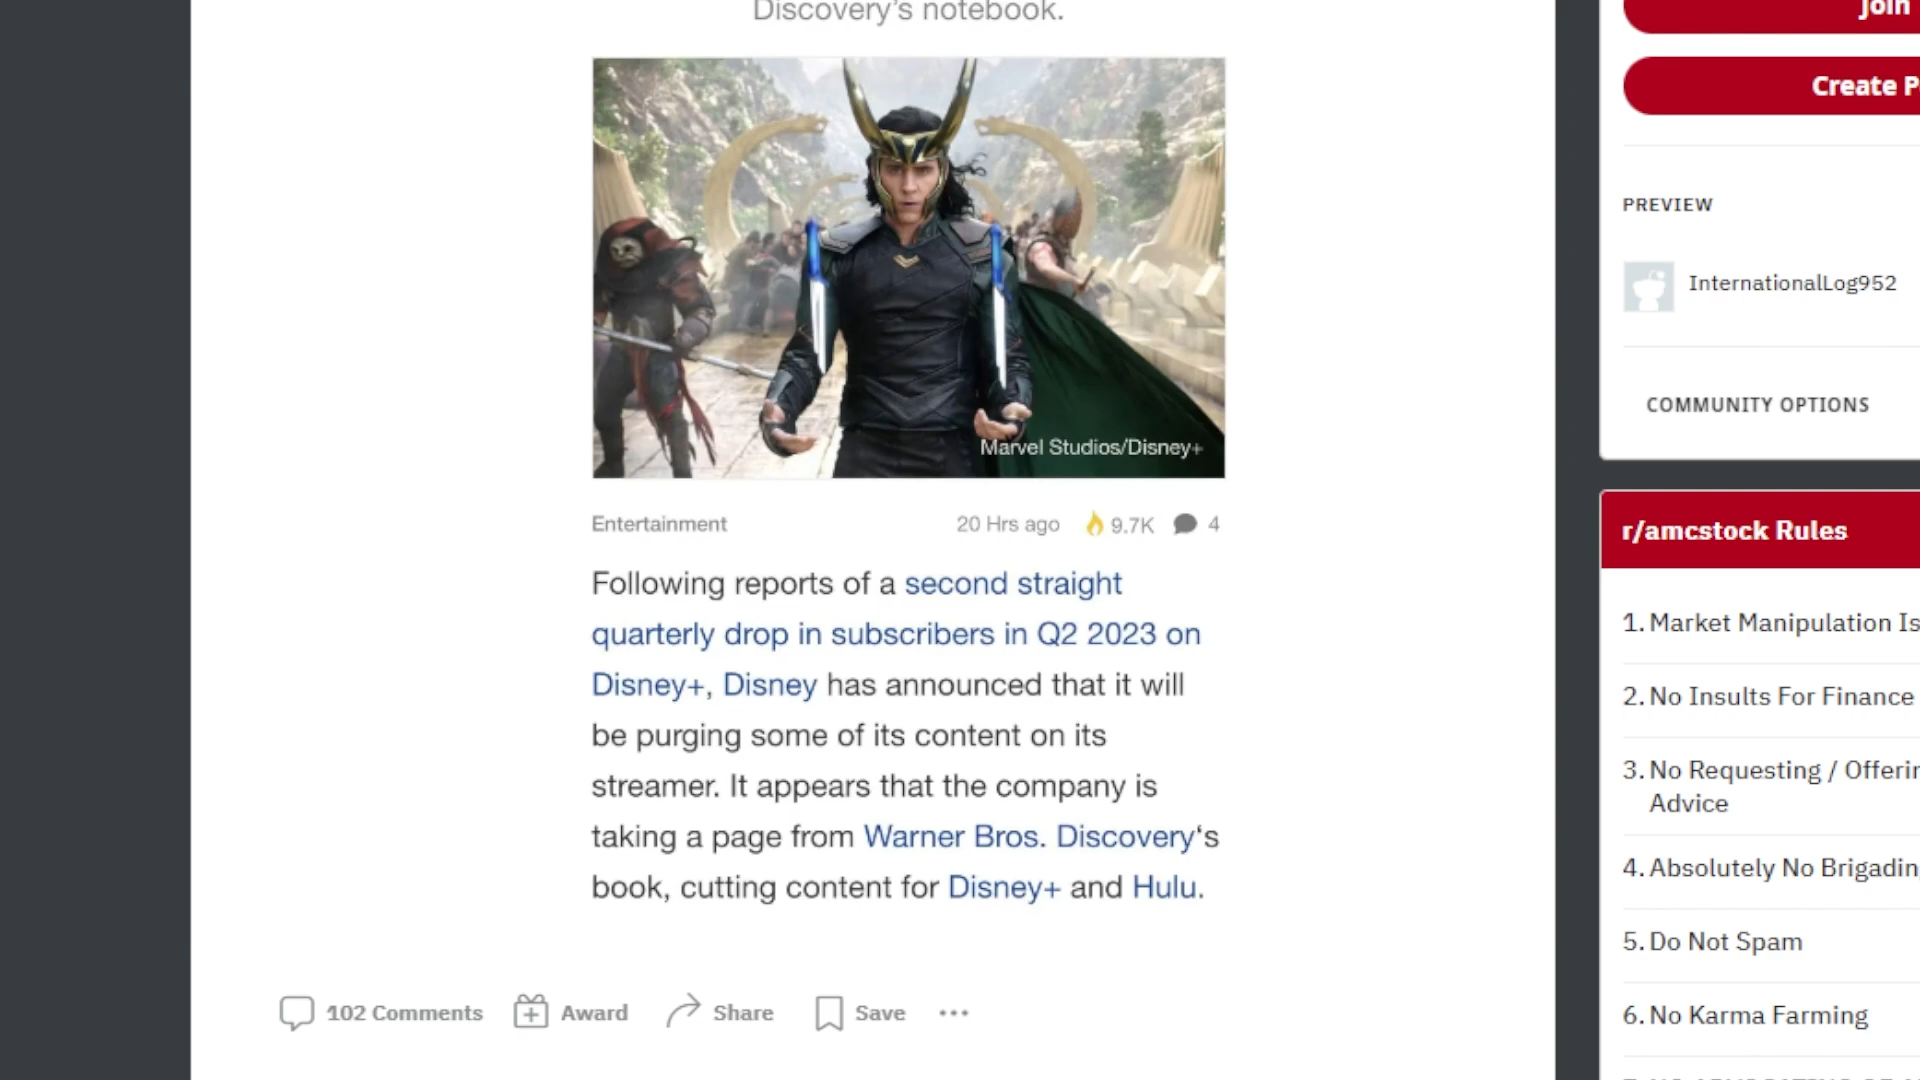 Discovery's notebook.
Marvel Studios/Disney+
Entertainment 20 Hrs ago 9.7K 4
Following reports of a second straight
quarterly drop in subscribers in Q2 2023 on
Disney+, Disney has announced that it will
be purging some of its content on its
streamer. It appears that the company is
taking a page from Warner Bros. Discovery‘s
book, cutting content for Disney+ and Hulu.
102 Comments Award Share Save
Join
Create P
PREVIEW
InternationalLog952
COMMUNITY OPTIONS
r/amcstock Rules
1. Market Manipulation Is
2. No Insults For Finance
3. No Requesting / Offerin
Advice
4. Absolutely No Brigadin
5. Do Not Spam
6. No Karma Farming